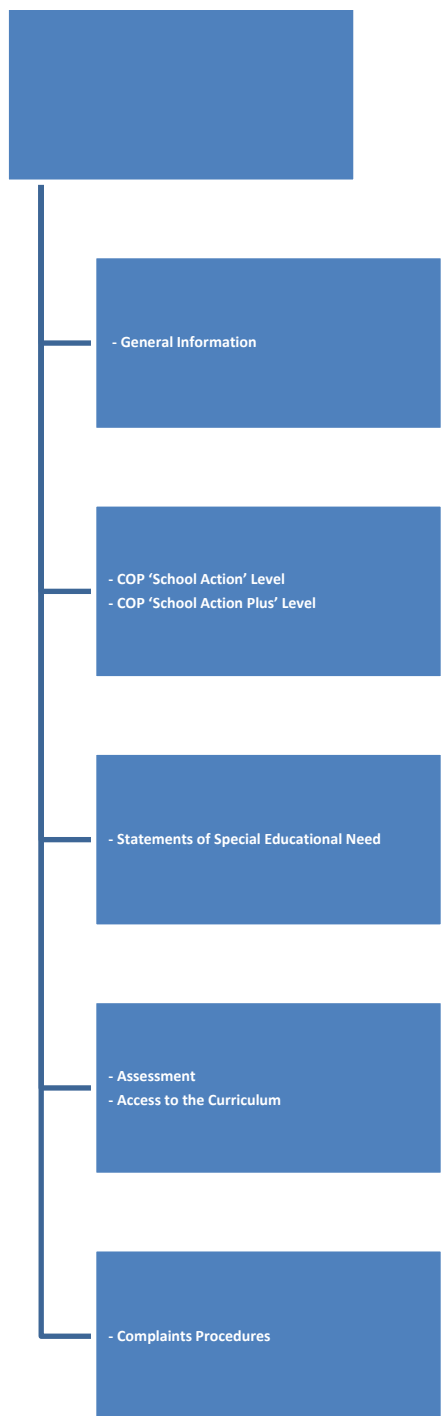 - General Information
- COP ‘School Action’ Level
- COP ‘School Action Plus’ Level
- Statements of Special Educational Need
- Assessment
- Access to the Curriculum
- Complaints Procedures